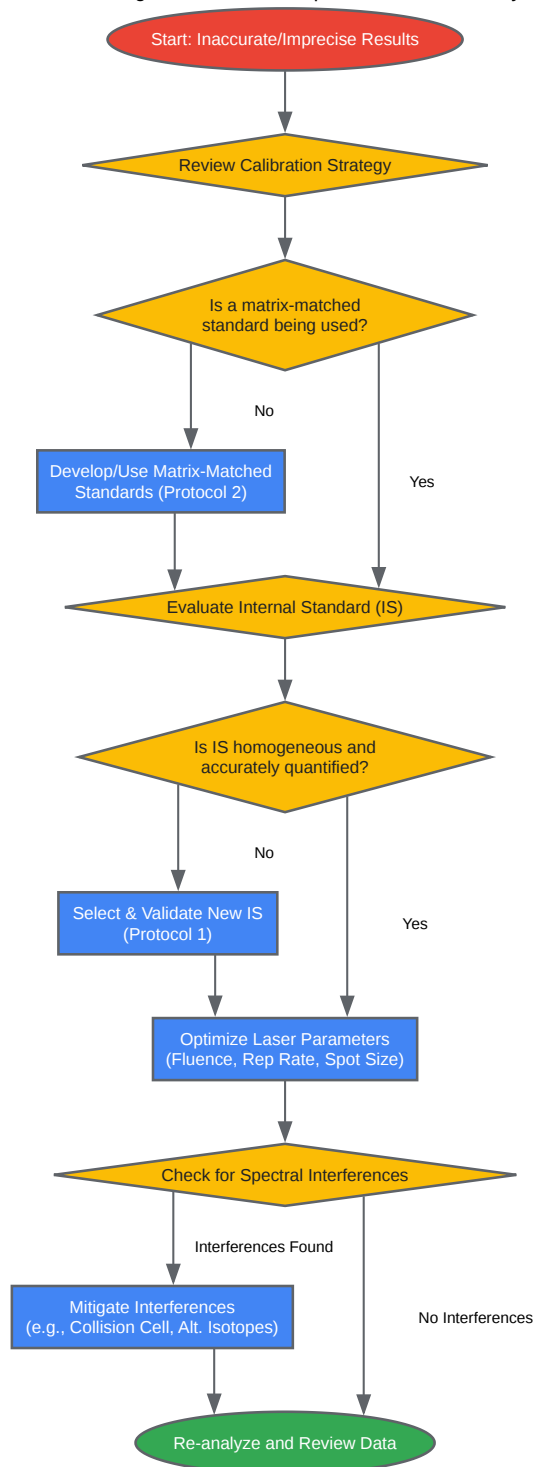 Start: Inaccurate/Imprecise Results
Review Calibration Strategy
Is a matrix-matched
standard being used?
No
Develop/Use Matrix-Matched
Standards (Protocol 2)
Yes
Evaluate Internal Standard (IS)
Is IS homogeneous and
accurately quantified?
No
Select & Validate New IS
(Protocol 1)
Yes
Optimize Laser Parameters
(Fluence, Rep Rate, Spot Size)
Check for Spectral Interferences
Interferences Found
Mitigate Interferences
(e.g., Collision Cell, Alt. Isotopes)
No Interferences
Re-analyze and Review Data